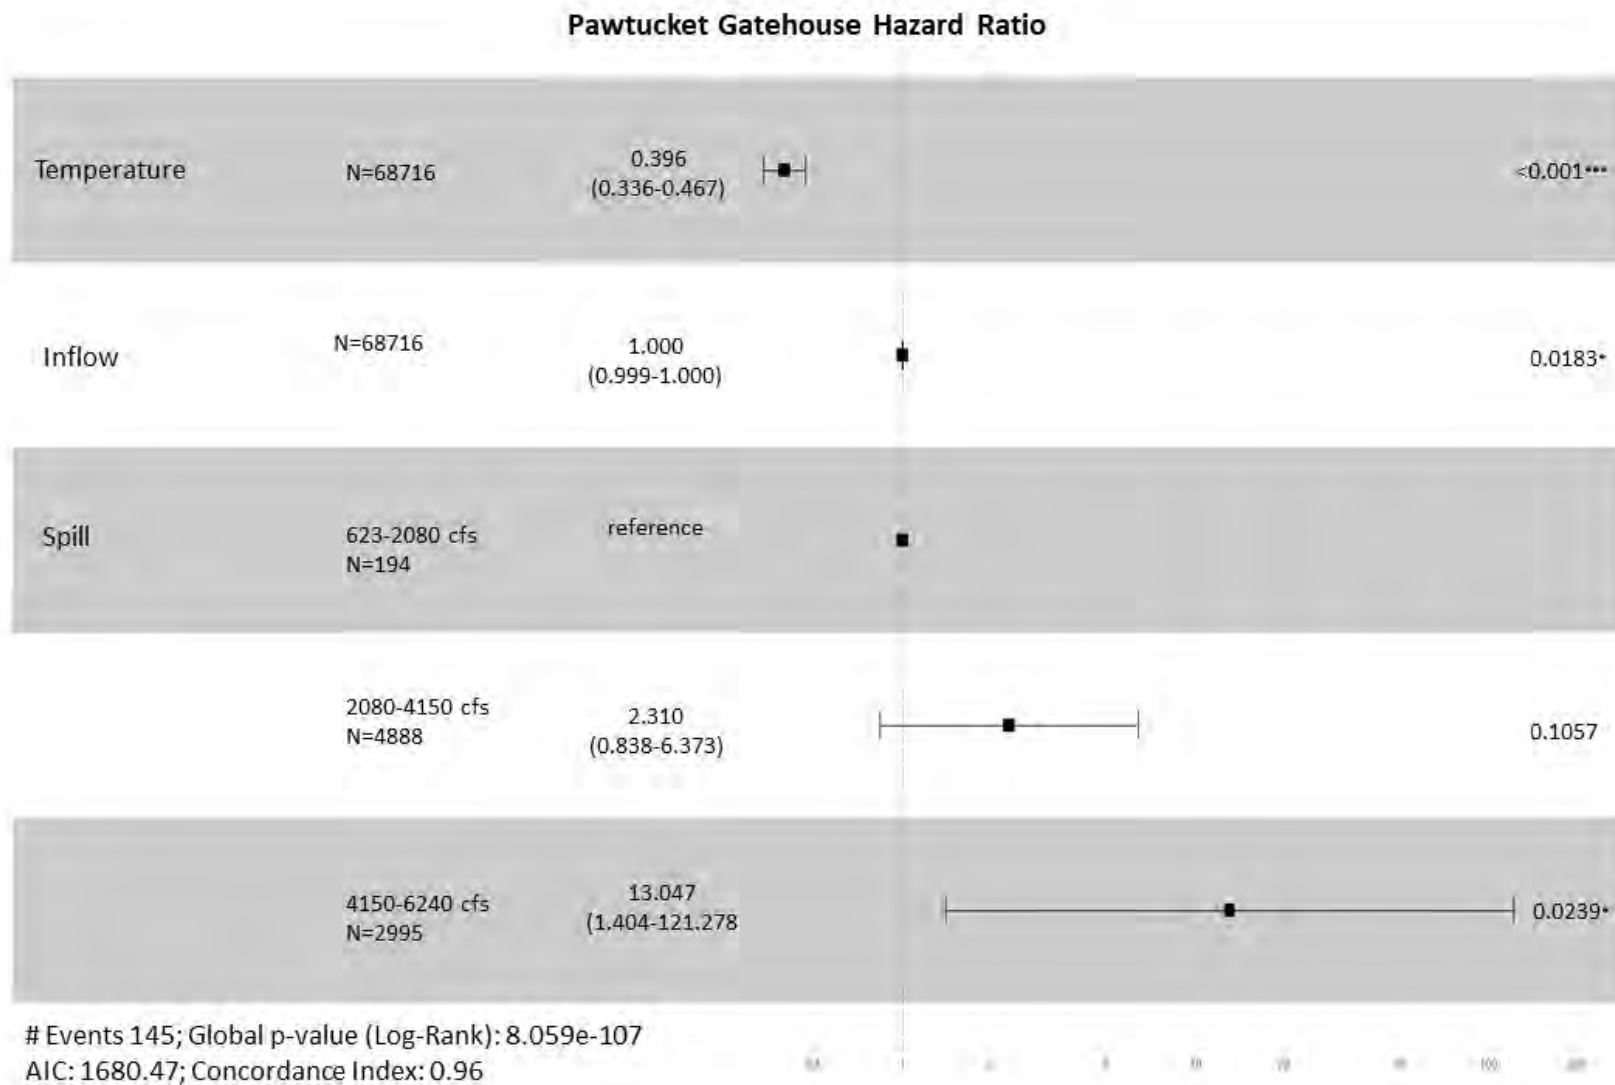 Pawtucket Gatehouse Hazard Ratio
Temperature
N=68716
0.396
(0.336-0.467)
<0.001***
Inflow
N=68716
1.000
(0.999-1.000)
0.0183*
Spill
623-2080 cfs
N=194
reference
2080-4150 cfs
N=4888
2.310
(0.838-6.373)
0.1057
4150-6240 cfs
N=2995
13.047
(1.404-121.278
0.0239*
# Events 145; Global p-value (Log-Rank): 8.059e-107
AIC: 1680.47; Concordance Index: 0.96
1 10 100